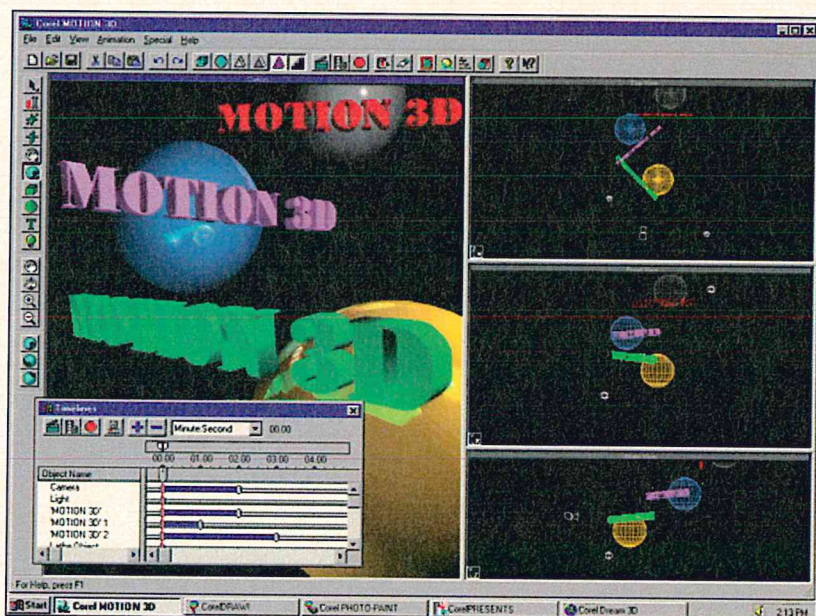 Corel MOTION 3D
File Edit View Animation Special Help
MOTION 3D
MOTION 3D
MOTION 3D
Timelines
Minute:Second 00.00
00.00 01.00 02.00 03.00 04.00
Object Name
Camera
Light
'MOTION 3D'
'MOTION 3D' 1
'MOTION 3D' 2
Lathe Object
For Help, press F1
Start Corel MOTION 3D CorelDRAW! Corel PHOTO-PAINT CorelPRESENTS Corel Dream 3D 2:13 PM